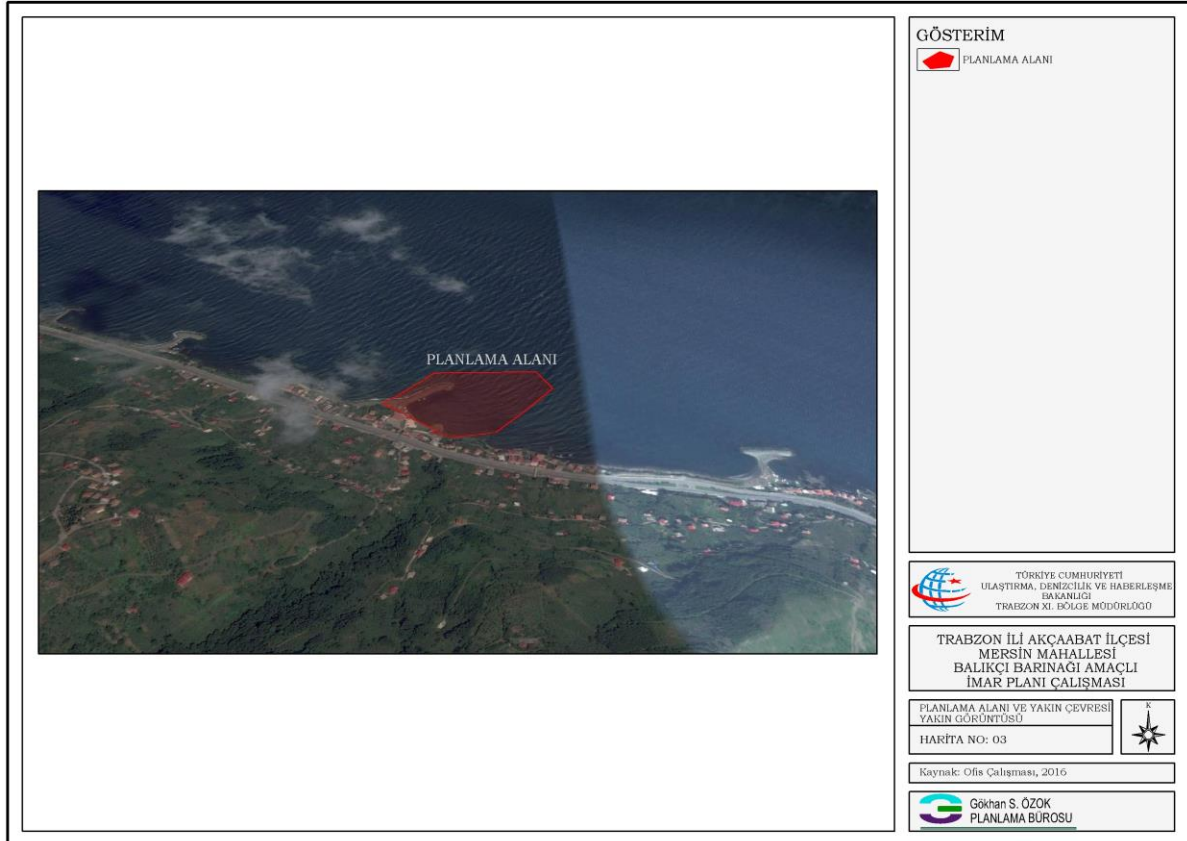 PLANLAMA ALANI
GÖSTERİM
PLANLAMA ALANI
TÜRKİYE CUMHURİYETİ
ULAŞTIRMA, DENİZCİLİK VE HABERLEŞME
BAKANLIĞI
TRABZON XI. BÖLGE MÜDÜRLÜĞÜ
TRABZON İLİ AKÇAABAT İLÇESİ
MERSİN MAHALLESİ
BALIKÇI BARINAĞI AMAÇLI
İMAR PLANI ÇALIŞMASI
PLANLAMA ALANI VE YAKIN ÇEVRESİ
YAKIN GÖRÜNTÜSÜ
HARİTA NO: 03
K
Kaynak: Ofis Çalışması, 2016
Gökhan S. ÖZOK
PLANLAMA BÜROSU